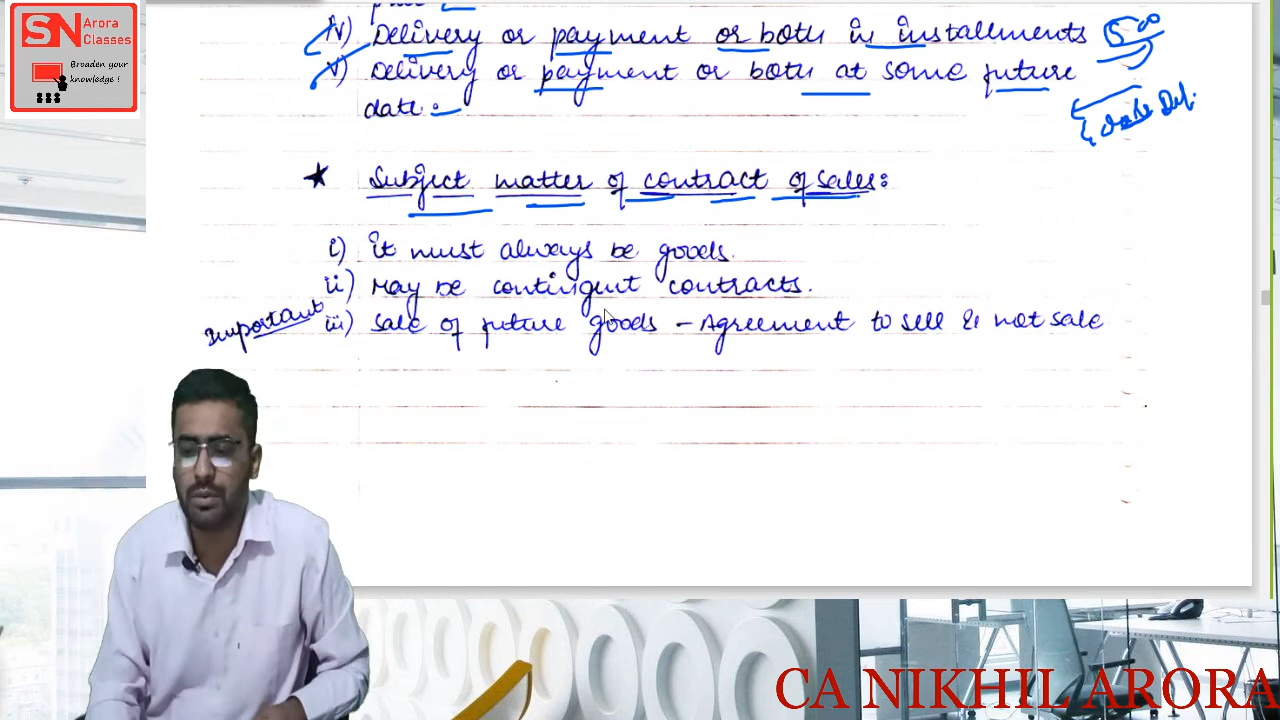 SN Arora Classes
Broaden your knowledge !
iv) Delivery or payment or both in installments
v) Delivery or payment or both at some future
date.
500
★ Subject matter of contract of sales:
i) It must always be goods.
ii) May be contingent contracts.
Important iii) Sale of future goods - Agreement to sell & not sale
CA NIKHIL ARORA